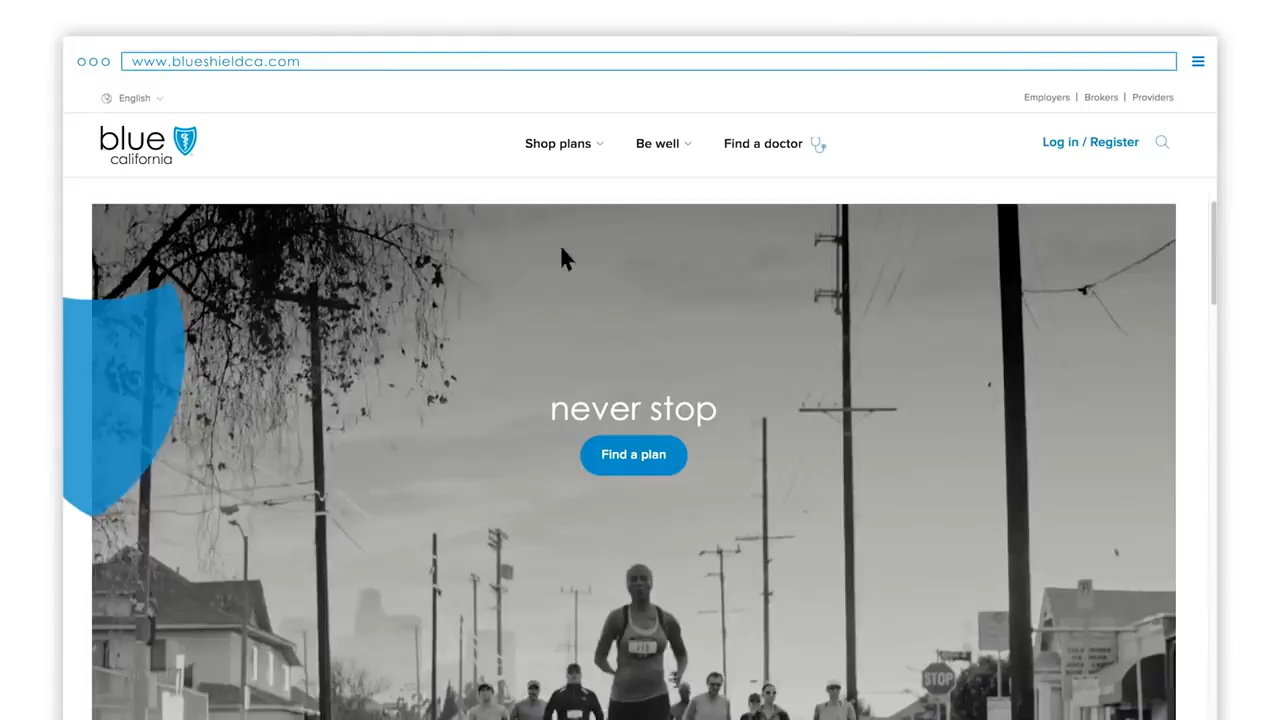 www.blueshieldca.com
English
Employers | Brokers | Providers
blue
california
Shop plans
Be well
Find a doctor
Log in / Register
never stop
Find a plan
STOP
P